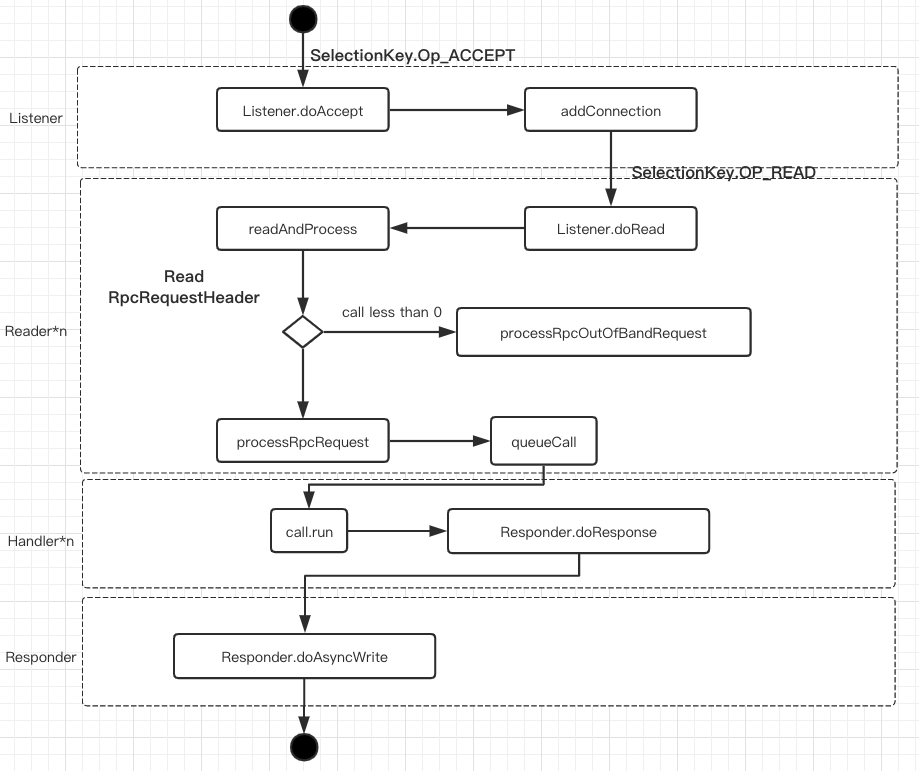 SelectionKey.Op_ACCEPT
Listener
Listener.doAccept
addConnection
SelectionKey.OP_READ
readAndProcess
Listener.doRead
Read
RpcRequestHeader
Reader*n
call less than 0
processRpcOutOfBandRequest
processRpcRequest
queueCall
Handler*n
call.run
Responder.doResponse
Responder
Responder.doAsyncWrite